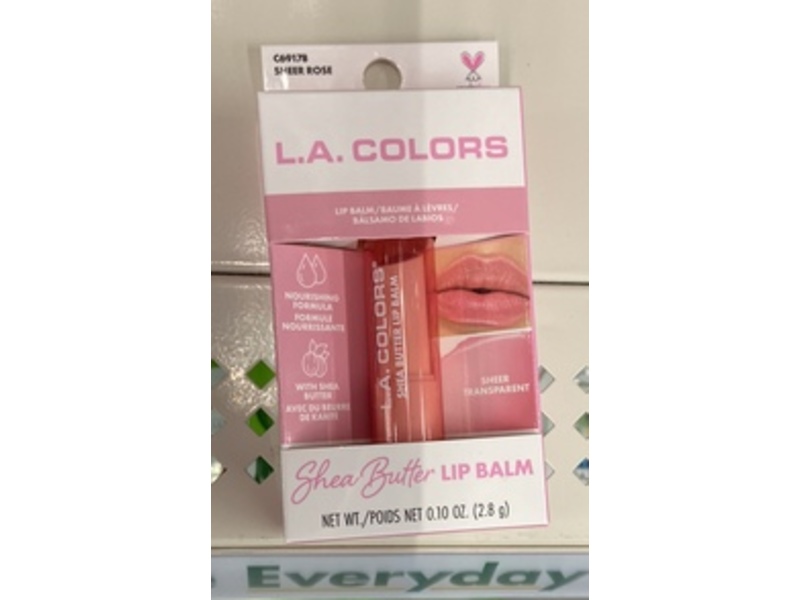 C69178
SHEER ROSE
L.A. COLORS
LIP BALM/BAUME À LÈVRES/
BÁLSAMO DE LABIOS
NOURISHING
FORMULA
FORMULE
NOURRISSANTE
WITH SHEA
BUTTER
AVEC DU BEURRE
DE KARITÉ
L.A. COLORS®
SHEA BUTTER LIP BALM
SHEER
TRANSPARENT
Shea Butter LIP BALM
NET WT./POIDS NET 0.10 OZ. (2.8 g)
Everyday